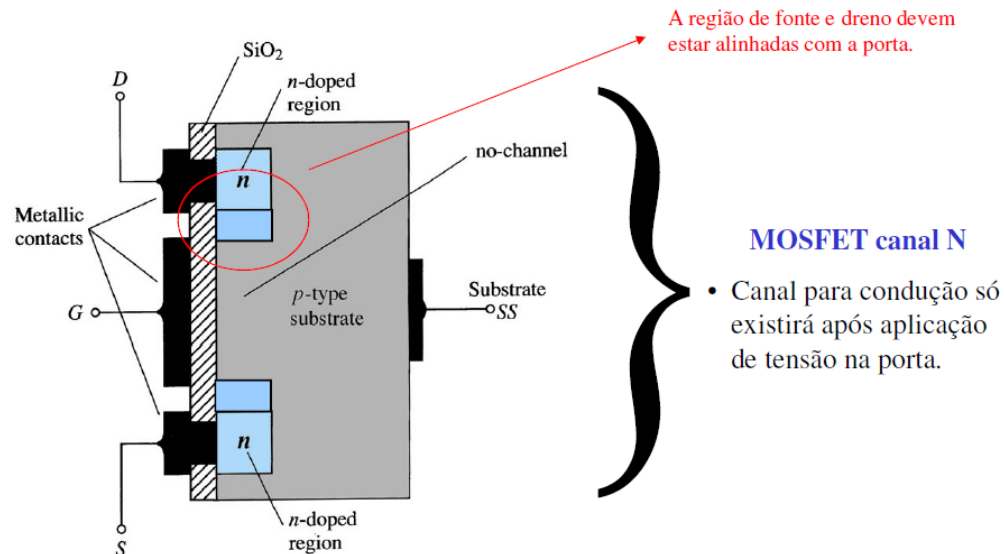 A região de fonte e dreno devem
estar alinhadas com a porta.
SiO₂
n-doped
region
D
n
no-channel
Metallic
contacts
MOSFET canal N
p-type
substrate
Substrate
SS
G
• Canal para condução só
existirá após aplicação
de tensão na porta.
n
n-doped
region
S